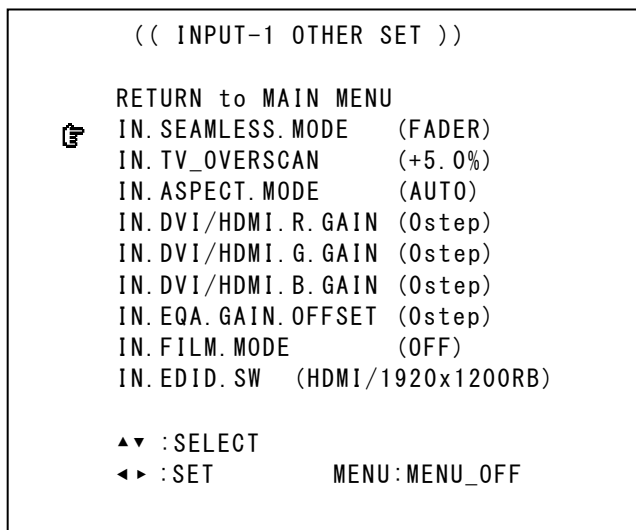 (( INPUT-1 OTHER SET ))
RETURN to MAIN MENU
IN.SEAMLESS.MODE (FADER)
IN.TV_OVERSCAN (+5.0%)
IN.ASPECT.MODE (AUTO)
IN.DVI/HDMI.R.GAIN (0step)
IN.DVI/HDMI.G.GAIN (0step)
IN.DVI/HDMI.B.GAIN (0step)
IN.EQA.GAIN.OFFSET (0step)
IN.FILM.MODE (OFF)
IN.EDID.SW (HDMI/1920x1200RB)
▲▼ :SELECT
◄► :SET MENU:MENU_OFF